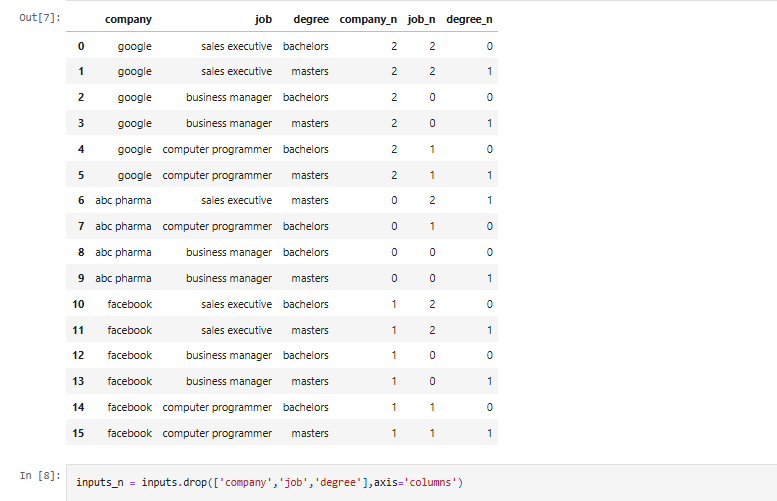 Out[7]:
company job degree company_n job_n degree_n
0 google sales executive bachelors 2 2 0
1 google sales executive masters 2 2 1
2 google business manager bachelors 2 0 0
3 google business manager masters 2 0 1
4 google computer programmer bachelors 2 1 0
5 google computer programmer masters 2 1 1
6 abc pharma sales executive masters 0 2 1
7 abc pharma computer programmer bachelors 0 1 0
8 abc pharma business manager bachelors 0 0 0
9 abc pharma business manager masters 0 0 1
10 facebook sales executive bachelors 1 2 0
11 facebook sales executive masters 1 2 1
12 facebook business manager bachelors 1 0 0
13 facebook business manager masters 1 0 1
14 facebook computer programmer bachelors 1 1 0
15 facebook computer programmer masters 1 1 1
In [8]:
inputs_n = inputs.drop(['company','job','degree'],axis='columns')